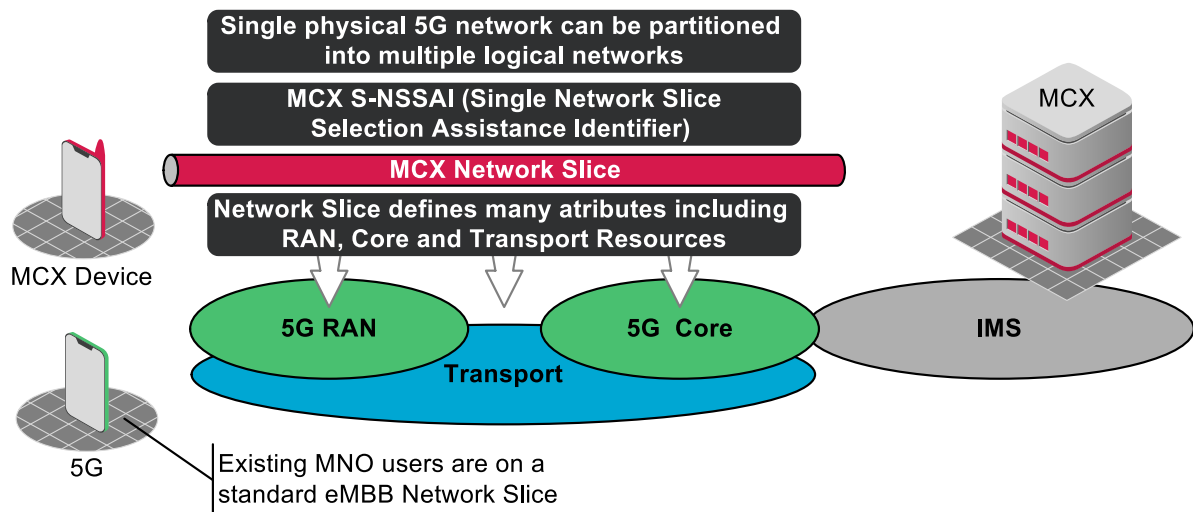 Single physical 5G network can be partitioned
into multiple logical networks
MCX S-NSSAI (Single Network Slice
Selection Assistance Identifier)
MCX
MCX Network Slice
Network Slice defines many atributes including
RAN, Core and Transport Resources
MCX Device
5G RAN
5G Core
IMS
Transport
5G
Existing MNO users are on a
standard eMBB Network Slice